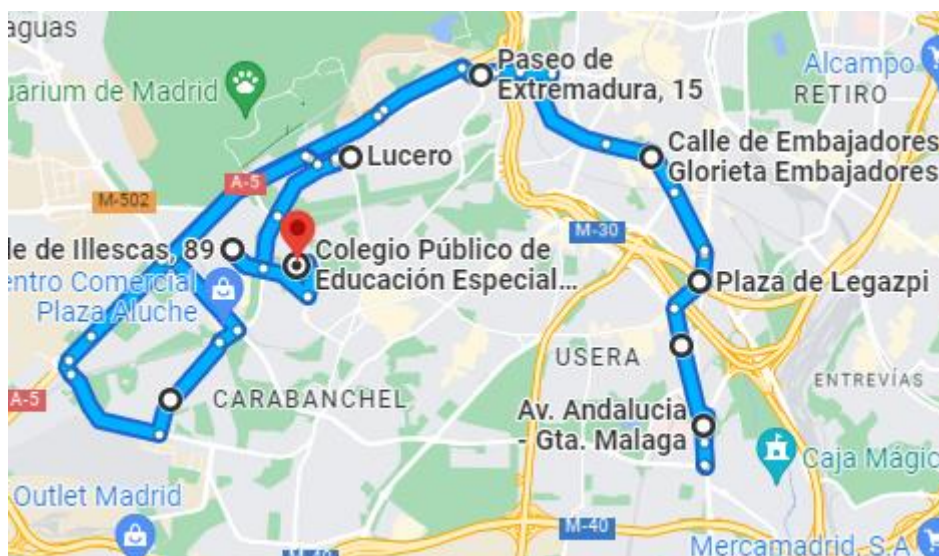 aguas
Paseo de
Extremadura, 15
Alcampo
RETIRO
uarium de Madrid
Lucero
Calle de Embajadores
Glorieta Embajadores
A-5
M-502
M-30
le de Illescas, 89
Colegio Público de
Educación Especial...
entro Comercial
Plaza Aluche
Plaza de Legazpi
USERA
ENTREVÍAS
A-5
CARABANCHEL
Av. Andalucia
- Gta. Malaga
Caja Mágic
Outlet Madrid
M-40
M-40
Mercamadrid, S.A